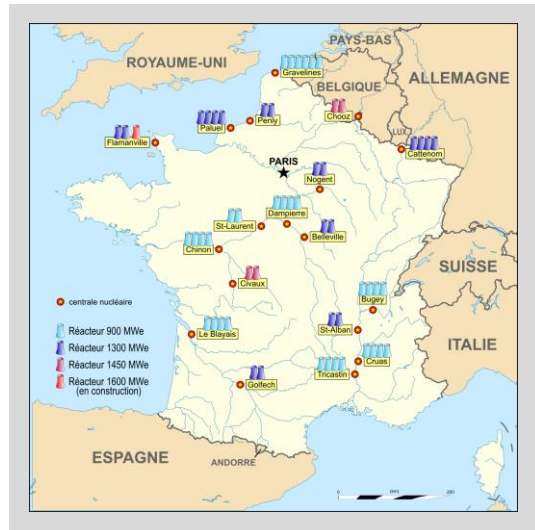 ROYAUME-UNI
PAYS-BAS
Gravelines
BELGIQUE
ALLEMAGNE
Penly
Paluel
Chooz
LUX
Flamanville
Cattenom
PARIS
Nogent
Dampierre
St-Laurent
Belleville
Chinon
SUISSE
Civaux
Bugey
centrale nucléaire
Réacteur 900 MWe
Le Blayais
St-Alban
ITALIE
Réacteur 1300 MWe
Réacteur 1450 MWe
Cruas
Réacteur 1600 MWe
(en construction)
Golfech
Tricastin
ESPAGNE
ANDORRE